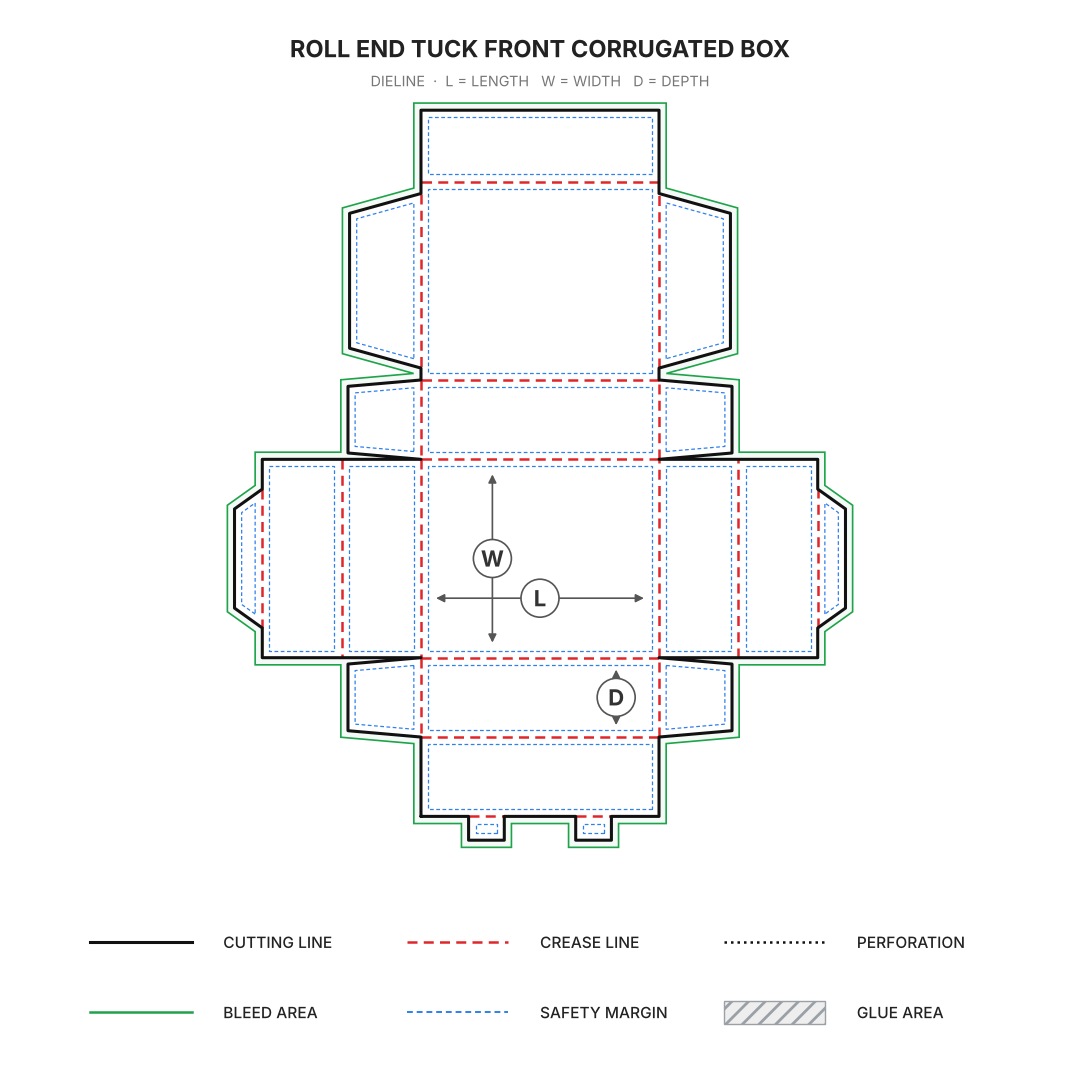 ROLL END TUCK FRONT CORRUGATED BOX
DIELINE · L = LENGTH W = WIDTH D = DEPTH
W
L
D
CUTTING LINE
CREASE LINE
PERFORATION
BLEED AREA
SAFETY MARGIN
GLUE AREA